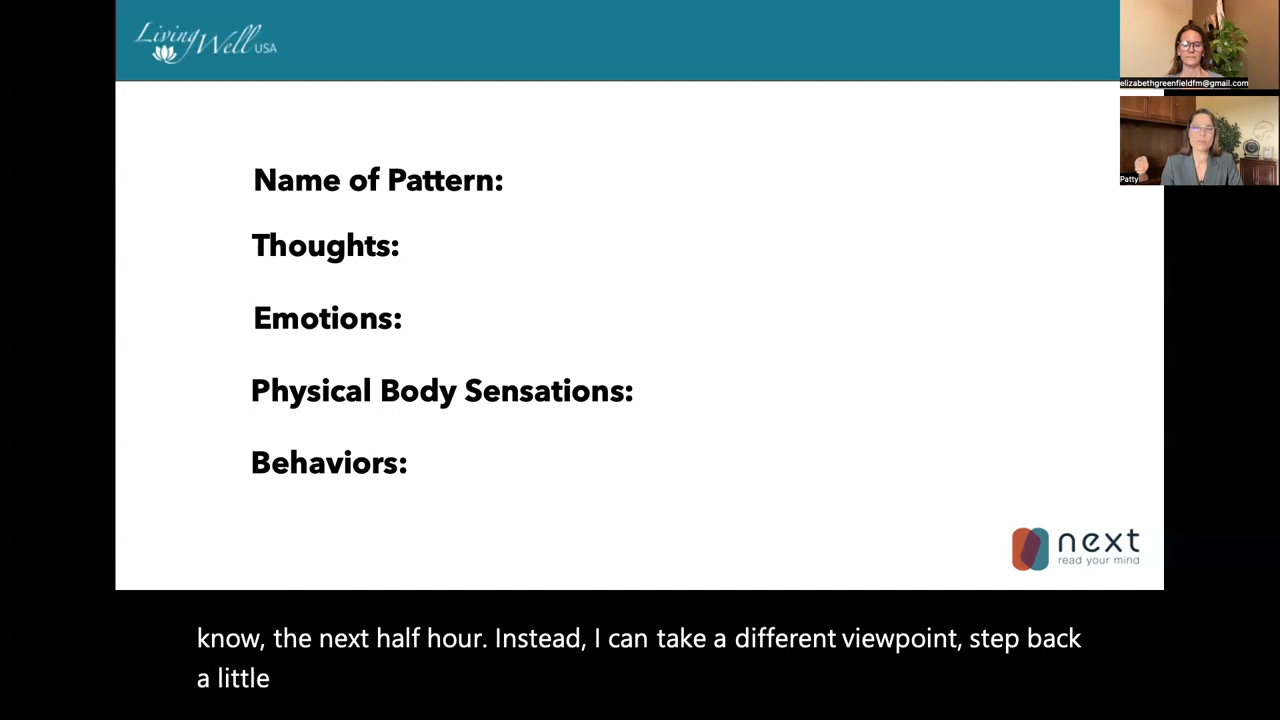 Living Well USA
elizabethgreenfieldfm@gmail.com
Patty
Name of Pattern:
Thoughts:
Emotions:
Physical Body Sensations:
Behaviors:
next
read your mind
know, the next half hour. Instead, I can take a different viewpoint, step back
a little